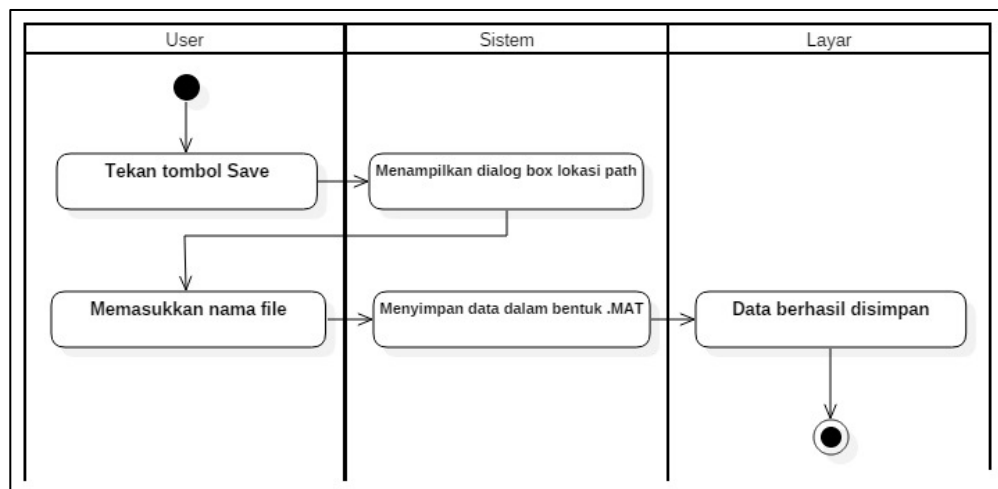 User
Sistem
Layar
Tekan tombol Save
Menampilkan dialog box lokasi path
Memasukkan nama file
Menyimpan data dalam bentuk .MAT
Data berhasil disimpan